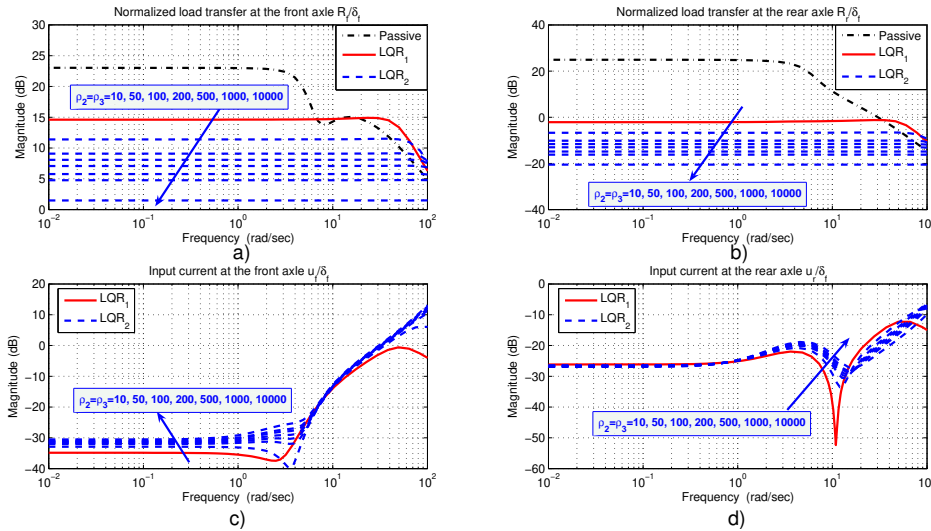 Normalized load transfer at the front axle R_f/δ_f
30
25
20
15
10
5
0
Magnitude (dB)
Passive
LQR_1
LQR_2
ρ_2=ρ_3=10, 50, 100, 200, 500, 1000, 10000
10^-2 10^-1 10^0 10^1 10^2
Frequency (rad/sec)
a)
Normalized load transfer at the rear axle R_r/δ_f
40
20
0
−20
−40
Magnitude (dB)
Passive
LQR_1
LQR_2
ρ_2=ρ_3=10, 50, 100, 200, 500, 1000, 10000
10^-2 10^-1 10^0 10^1 10
Frequency (rad/sec)
b)
Input current at the front axle u_f/δ_f
30
20
10
0
−10
−20
−30
−40
Magnitude (dB)
LQR_1
LQR_2
ρ_2=ρ_3=10, 50, 100, 200, 500, 1000, 10000
10^-2 10^-1 10^0 10^1 10^2
Frequency (rad/sec)
c)
Input current at the rear axle u_r/δ_f
0
−10
−20
−30
−40
−50
−60
Magnitude (dB)
LQR_1
LQR_2
ρ_2=ρ_3=10, 50, 100, 200, 500, 1000, 10000
10^-2 10^-1 10^0 10^1 10
Frequency (rad/sec)
d)